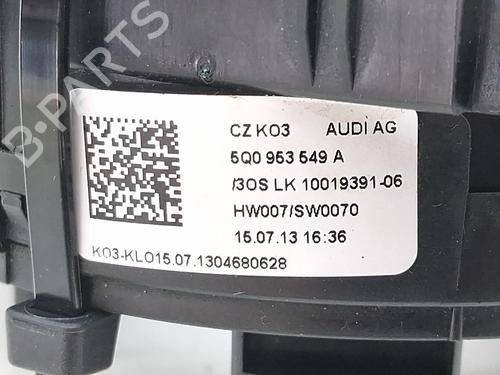 B-PARTS
CZ K03 AUDI AG
5Q0 953 549 A
/3OS LK 10019391-06
HW007/SW0070
15.07.13 16:36
K03-KLO15.07.1304680628